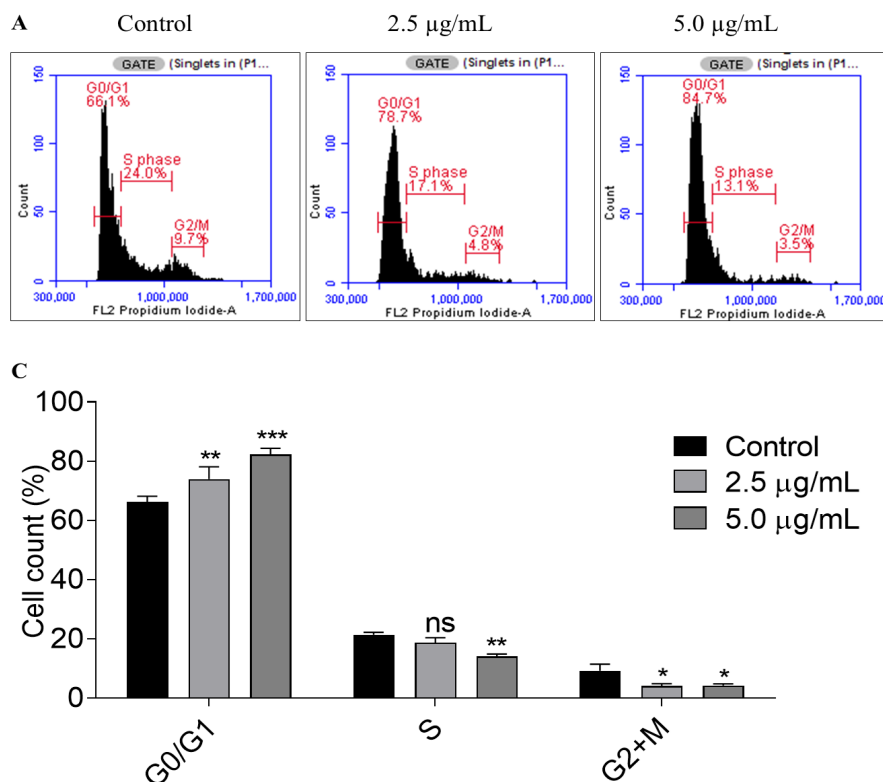 A Control 2.5 µg/mL 5.0 µg/mL
GATE (Singlets in (P1...
150
100
50
0
Count
G0/G1
66.1%
S phase
24.0%
G2/M
9.7%
300,000 1,000,000 1,700,000
FL2 Propidium Iodide-A
GATE (Singlets in (P1...
150
100
50
0
Count
G0/G1
78.7%
S phase
17.1%
G2/M
4.8%
300,000 1,000,000 1,700,000
FL2 Propidium Iodide-A
GATE (Singlets in (P1...
150
100
50
0
Count
G0/G1
84.7%
S phase
13.1%
G2/M
3.5%
300,000 1,000,000 1,700,000
FL2 Propidium Iodide-A
C
Cell count (%)
100
80
60
40
20
0
** ***
ns **
* *
Control
2.5 µg/mL
5.0 µg/mL
G0/G1 S G2+M